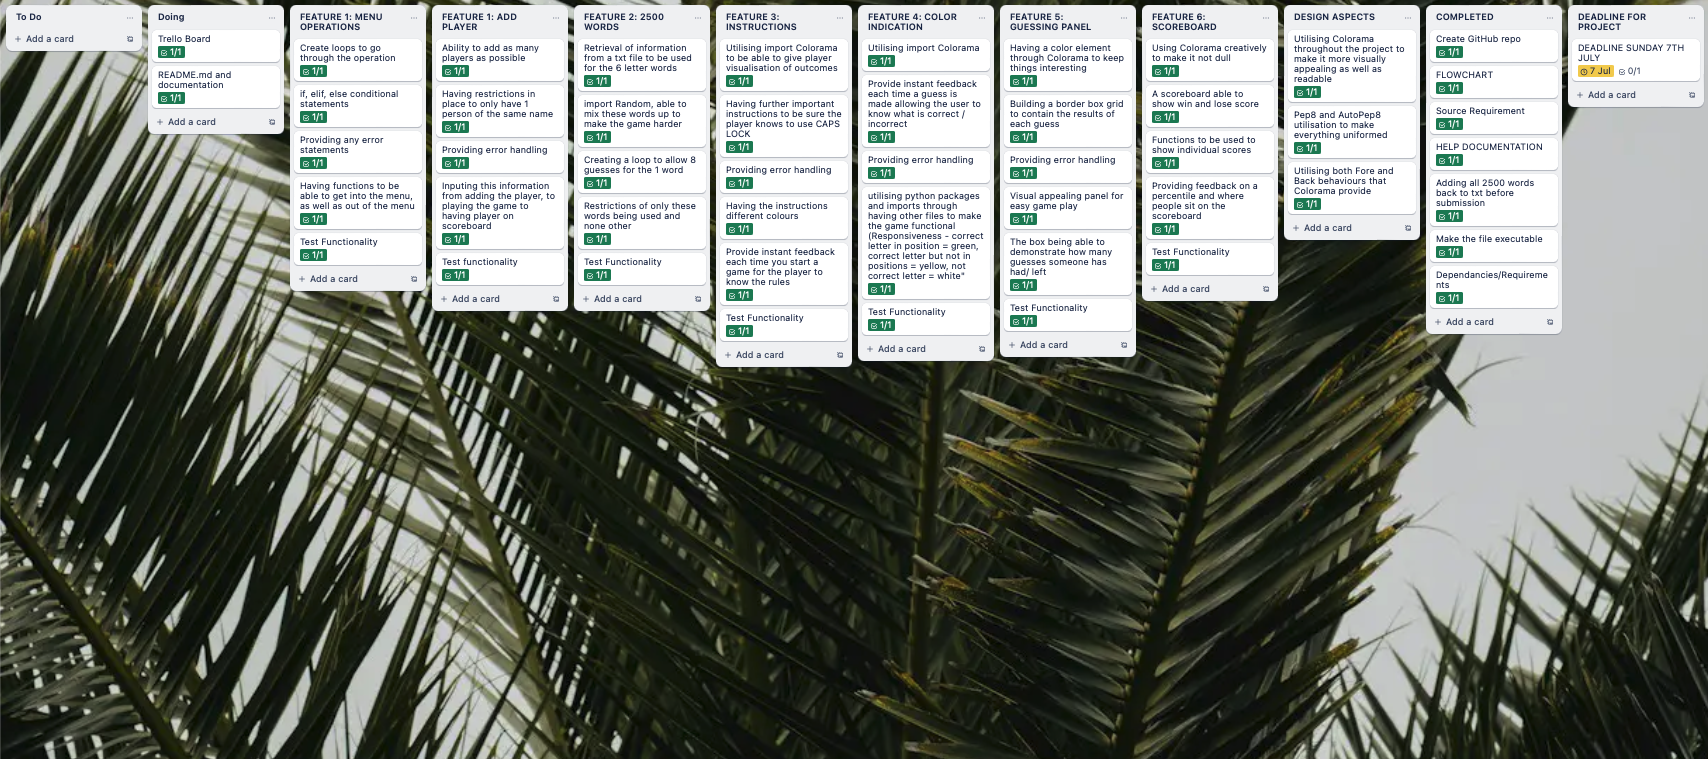 To Do
Add a card
Doing
Trello Board
1/1
README.md and
documentation
1/1
Add a card
FEATURE 1: MENU
OPERATIONS
Create loops to go
through the operation
1/1
if, elif, else conditional
statements
1/1
Providing any error
statements
1/1
Having functions to be
able to get into the menu,
as well as out of the menu
1/1
Test Functionality
1/1
Add a card
FEATURE 1: ADD
PLAYER
Ability to add as many
players as possible
1/1
Having restrictions in
place to only have 1
person of the same name
1/1
Providing error handling
1/1
Inputing this information
from adding the player, to
playing the game to
having player on
scoreboard
1/1
Test functionality
1/1
Add a card
FEATURE 2: 2500
WORDS
Retrieval of information
from a txt file to be used
for the 6 letter words
1/1
import Random, able to
mix these words up to
make the game harder
1/1
Creating a loop to allow 8
guesses for the 1 word
1/1
Restrictions of only these
words being used and
none other
1/1
Test Functionality
1/1
Add a card
FEATURE 3:
INSTRUCTIONS
Utilising import Colorama
to be able to give player
visualisation of outcomes
1/1
Having further important
instructions to be sure the
player knows to use CAPS
LOCK
1/1
Providing error handling
1/1
Having the instructions
different colours
1/1
Provide instant feedback
each time you start a
game for the player to
know the rules
1/1
Test Functionality
1/1
Add a card
FEATURE 4: COLOR
INDICATION
Utilising import Colorama
1/1
Provide instant feedback
each time a guess is
made allowing the user to
know what is correct /
incorrect
1/1
Providing error handling
1/1
utilising python packages
and imports through
having other files to make
the game functional
(Responsiveness - correct
letter in position = green,
correct letter but not in
positions = yellow, not
correct letter = white"
1/1
Test Functionality
1/1
Add a card
FEATURE 5:
GUESSING PANEL
Having a color element
through Colorama to keep
things interesting
1/1
Building a border box grid
to contain the results of
each guess
1/1
Providing error handling
1/1
Visual appealing panel for
easy game play
1/1
The box being able to
demonstrate how many
guesses someone has
had/ left
1/1
Test Functionality
1/1
Add a card
FEATURE 6:
SCOREBOARD
Using Colorama creatively
to make it not dull
1/1
A scoreboard able to
show win and lose score
1/1
Functions to be used to
show individual scores
1/1
Providing feedback on a
percentile and where
people sit on the
scoreboard
1/1
Test Functionality
1/1
Add a card
DESIGN ASPECTS
Utilising Colorama
throughout the project to
make it more visually
appealing as well as
readable
1/1
Pep8 and AutoPep8
utilisation to make
everything uniformed
1/1
Utilising both Fore and
Back behaviours that
Colorama provide
1/1
Add a card
COMPLETED
Create GitHub repo
1/1
FLOWCHART
1/1
Source Requirement
1/1
HELP DOCUMENTATION
1/1
Adding all 2500 words
back to txt before
submission
1/1
Make the file executable
1/1
Dependancies/Requireme
nts
1/1
Add a card
DEADLINE FOR
PROJECT
DEADLINE SUNDAY 7TH
JULY
7 Jul 0/1
Add a card